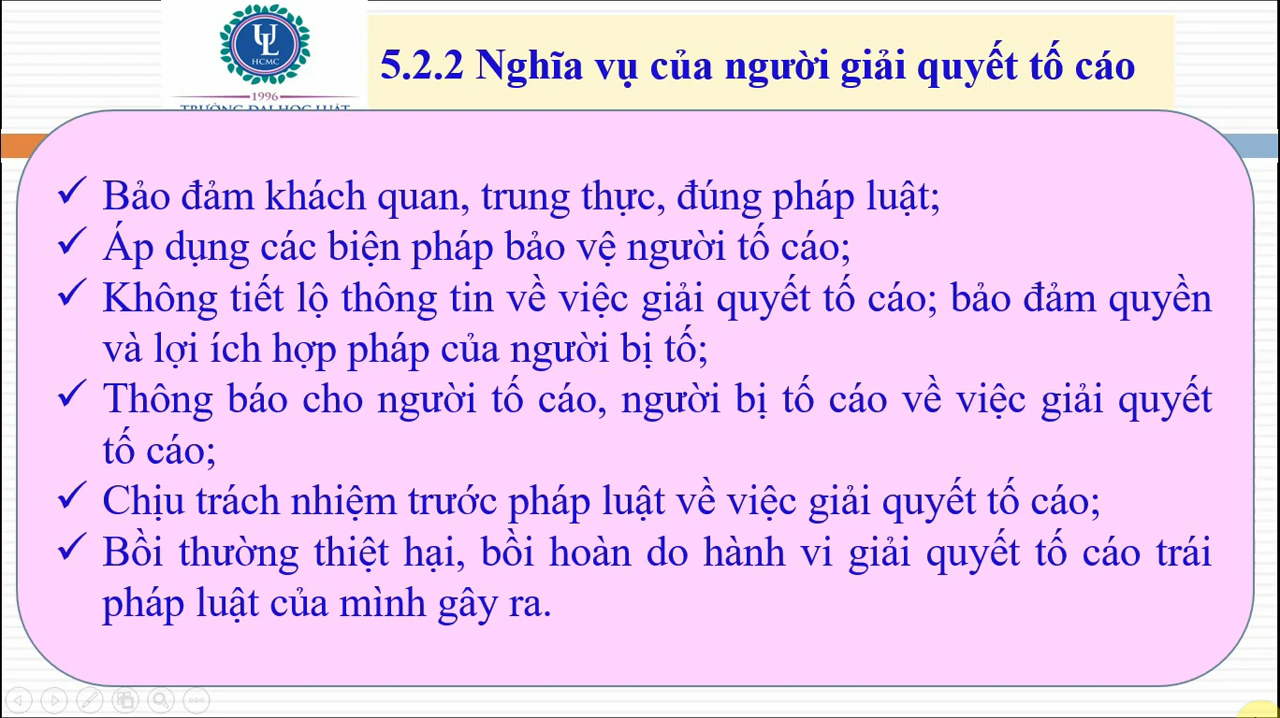 UL
HCMC
1996
TRƯỜNG ĐẠI HỌC LUẬT
5.2.2 Nghĩa vụ của người giải quyết tố cáo
✓ Bảo đảm khách quan, trung thực, đúng pháp luật;
✓ Áp dụng các biện pháp bảo vệ người tố cáo;
✓ Không tiết lộ thông tin về việc giải quyết tố cáo; bảo đảm quyền
và lợi ích hợp pháp của người bị tố;
✓ Thông báo cho người tố cáo, người bị tố cáo về việc giải quyết
tố cáo;
✓ Chịu trách nhiệm trước pháp luật về việc giải quyết tố cáo;
✓ Bồi thường thiệt hại, bồi hoàn do hành vi giải quyết tố cáo trái
pháp luật của mình gây ra.